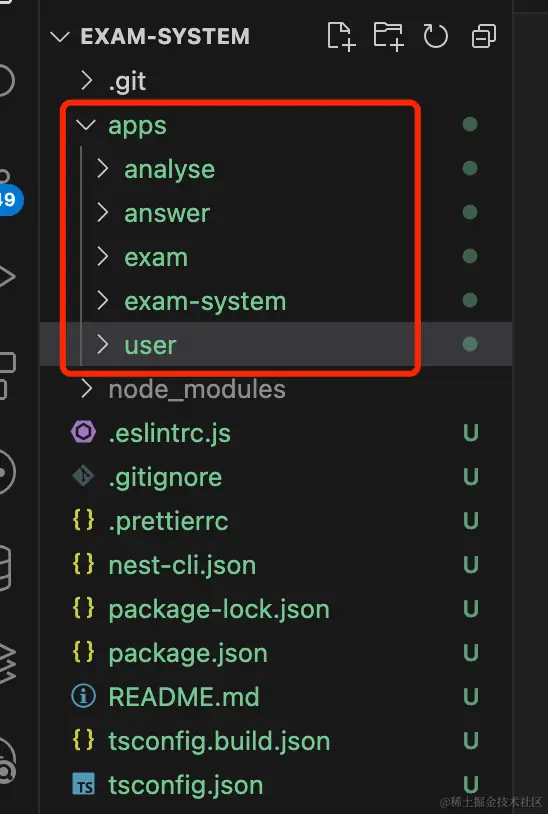 EXAM-SYSTEM
.git
apps
analyse
answer
49
exam
exam-system
user
node_modules
.eslintrc.js U
.gitignore U
.prettierrc U
nest-cli.json U
package-lock.json U
package.json U
README.md U
tsconfig.build.json U
TS tsconfig.json U
@稀土掘金技术社区